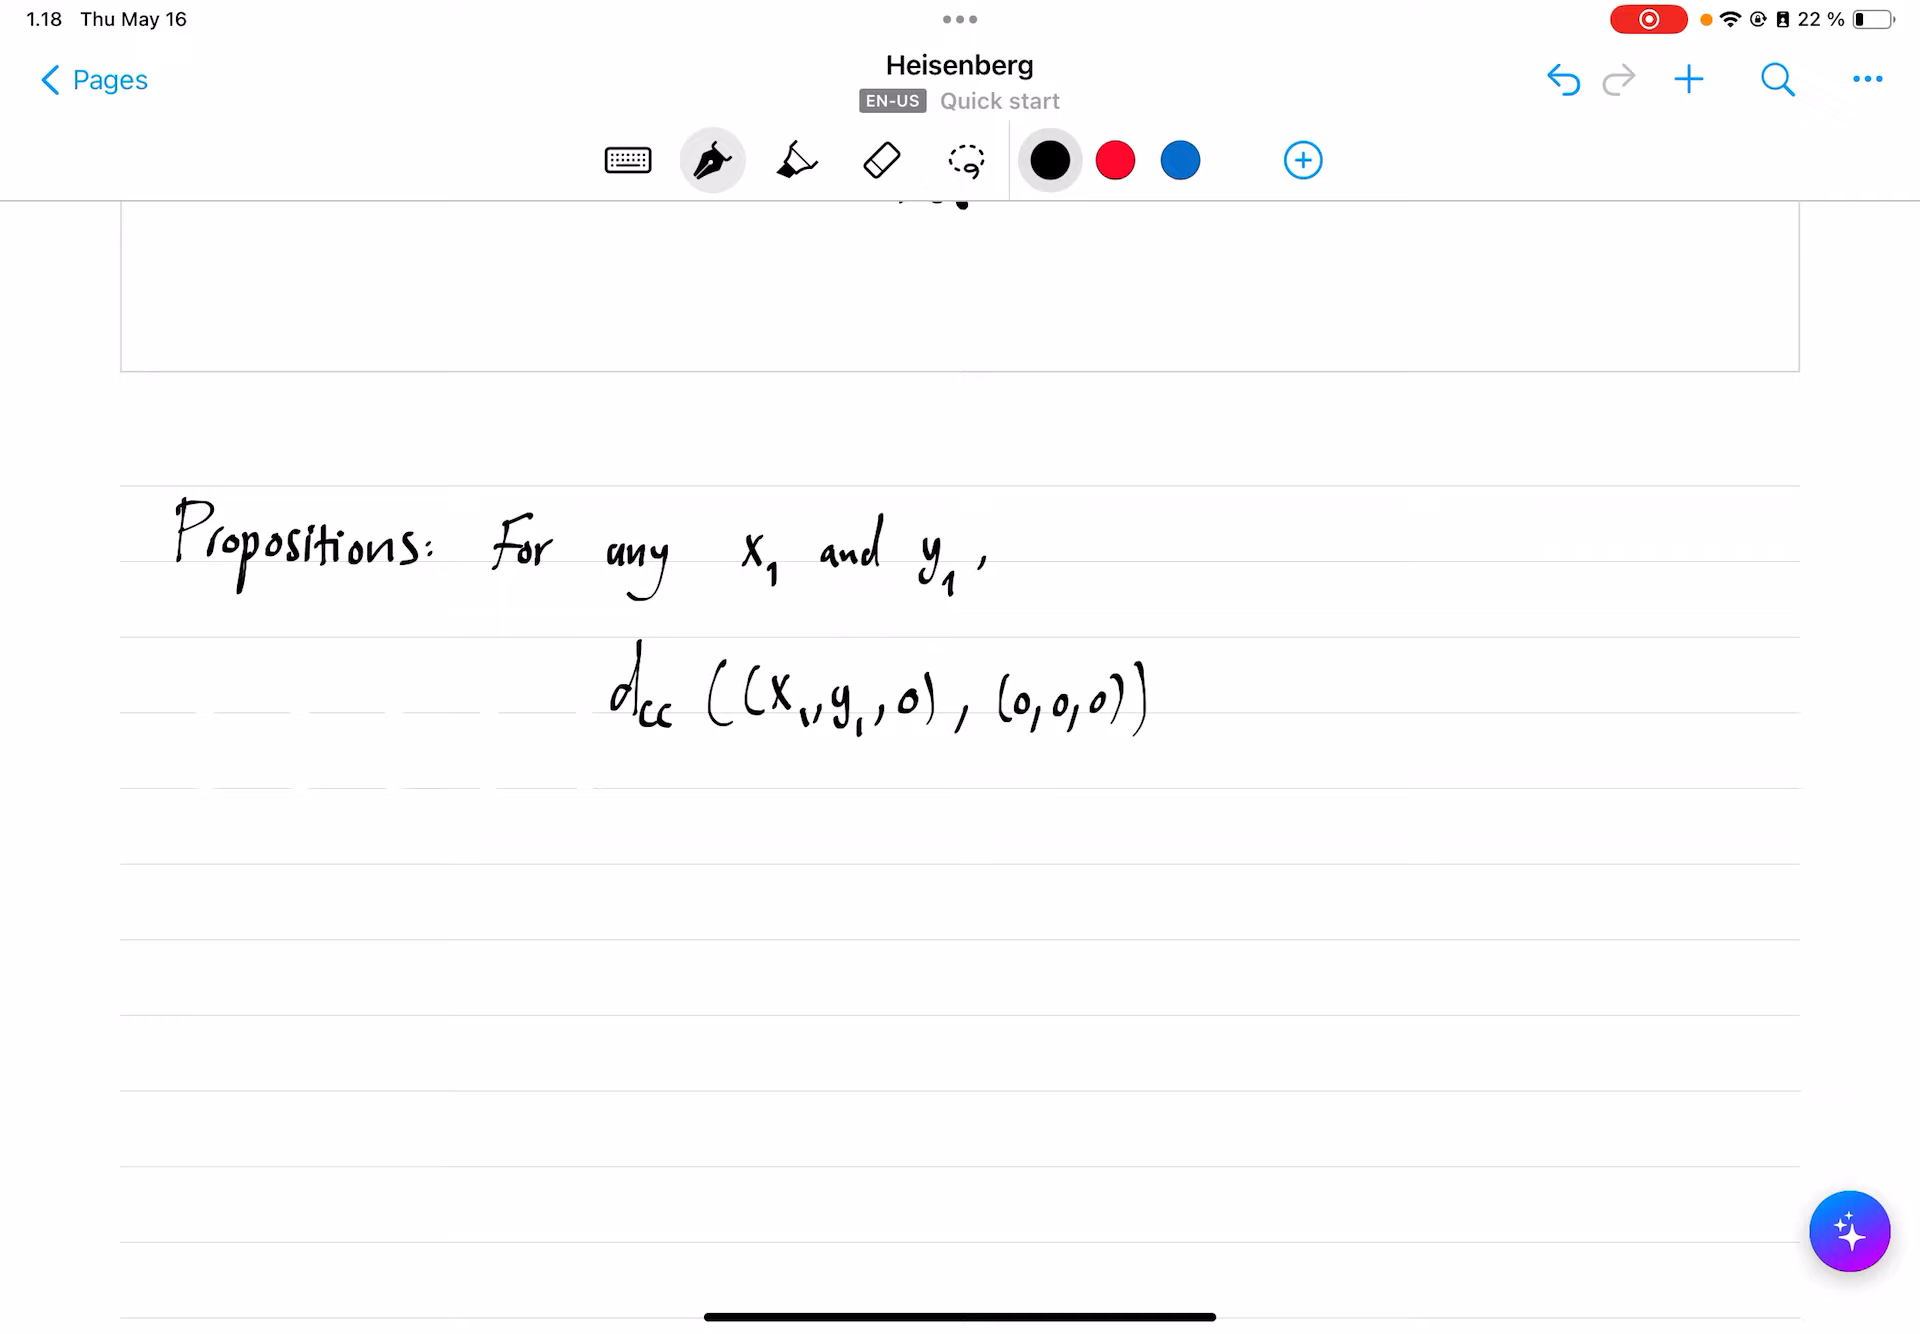 1.18 Thu May 16
22 %
Pages
Heisenberg
EN-US Quick start
Propositions: For any x₁ and y₁,
d_cc ((x₁,y₁,0), (0,0,0))